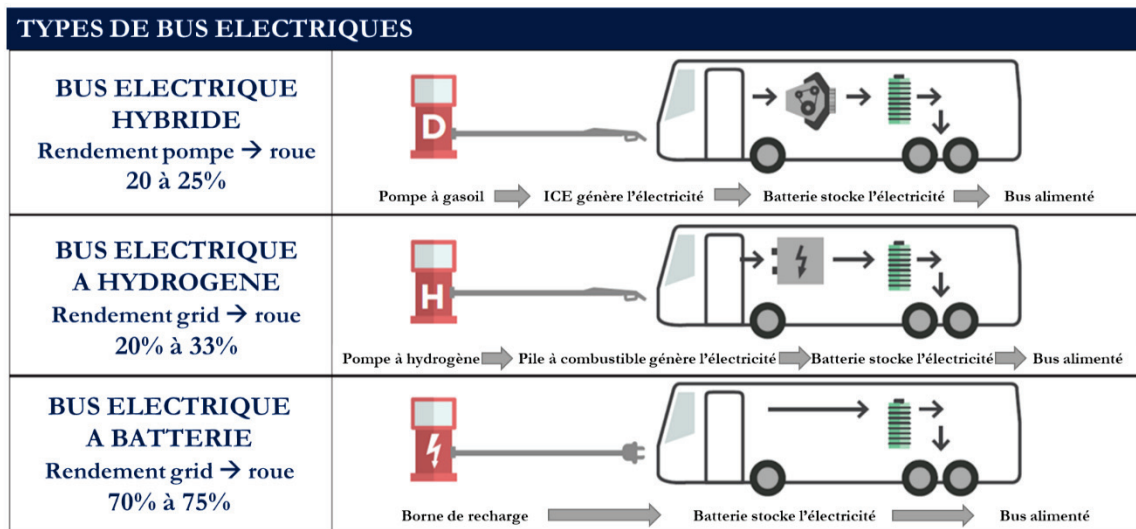 TYPES DE BUS ELECTRIQUES
BUS ELECTRIQUE
HYBRIDE
Rendement pompe → roue
20 à 25%
D
Pompe à gasoil ICE génère l'électricité Batterie stocke l'électricité Bus alimenté
BUS ELECTRIQUE
A HYDROGENE
Rendement grid → roue
20% à 33%
H
Pompe à hydrogène Pile à combustible génère l'électricité Batterie stocke l'électricité Bus alimenté
BUS ELECTRIQUE
A BATTERIE
Rendement grid → roue
70% à 75%
Borne de recharge Batterie stocke l'électricité Bus alimenté